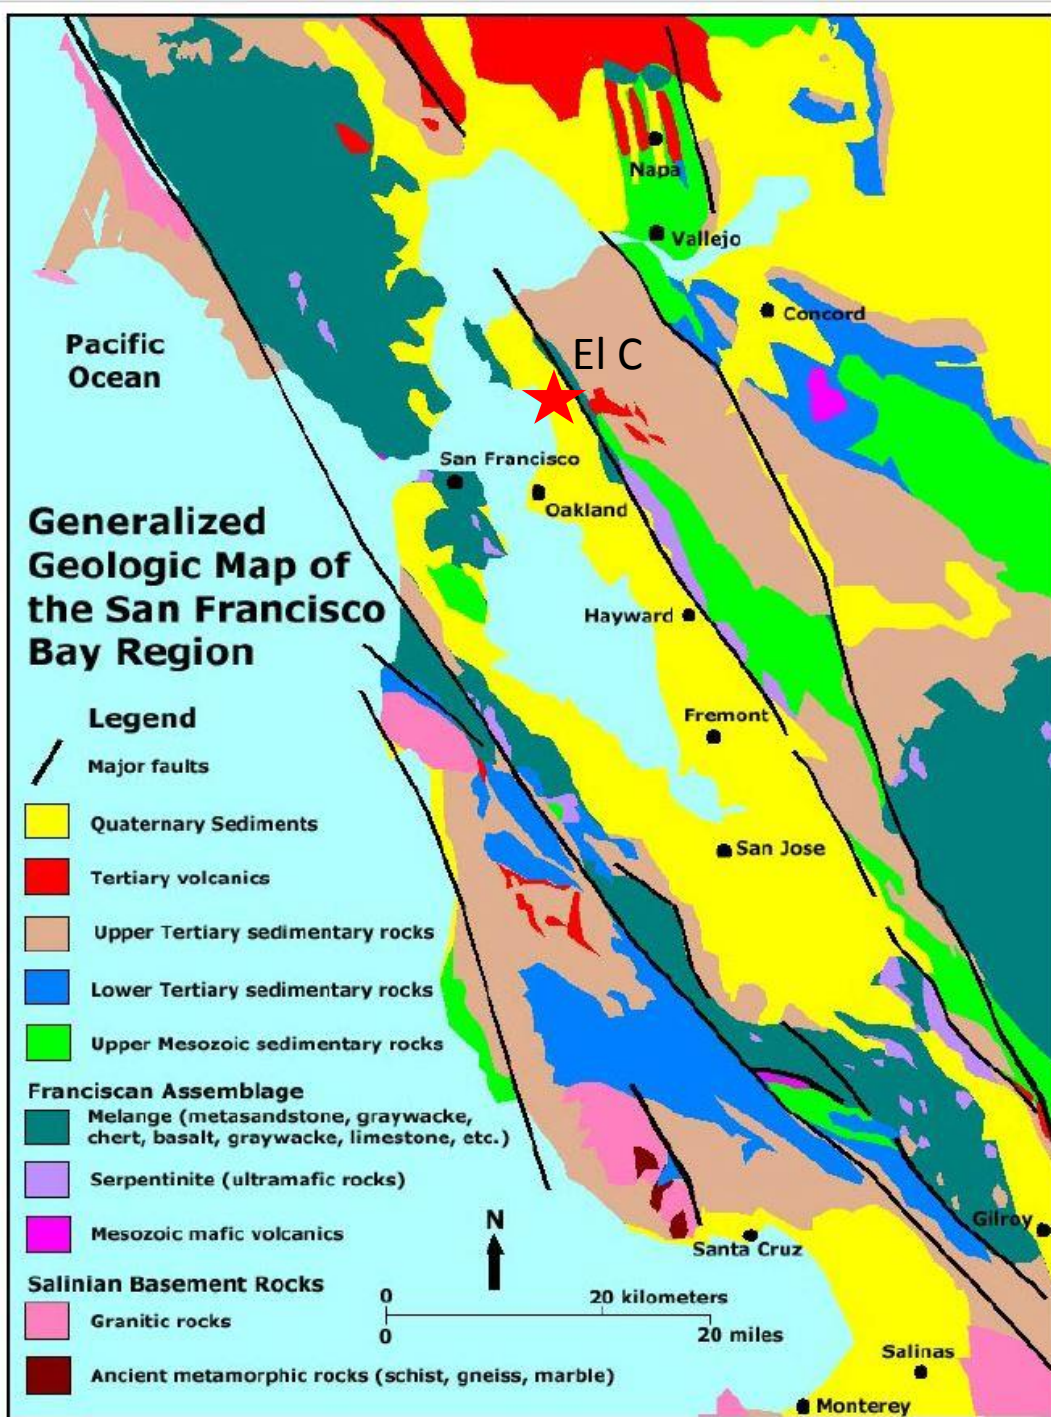 Napa
Vallejo
Concord
Pacific
Ocean
El C
San Francisco
Oakland
Generalized
Geologic Map of
the San Francisco
Bay Region
Hayward
Fremont
San Jose
Legend
Major faults
Quaternary Sediments
Tertiary volcanics
Upper Tertiary sedimentary rocks
Lower Tertiary sedimentary rocks
Upper Mesozoic sedimentary rocks
Franciscan Assemblage
Melange (metasandstone, graywacke,
chert, basalt, graywacke, limestone, etc.)
Serpentinite (ultramafic rocks)
Mesozoic mafic volcanics
Salinian Basement Rocks
Granitic rocks
Ancient metamorphic rocks (schist, gneiss, marble)
N
0 20 kilometers
0 20 miles
Gilroy
Santa Cruz
Salinas
Monterey